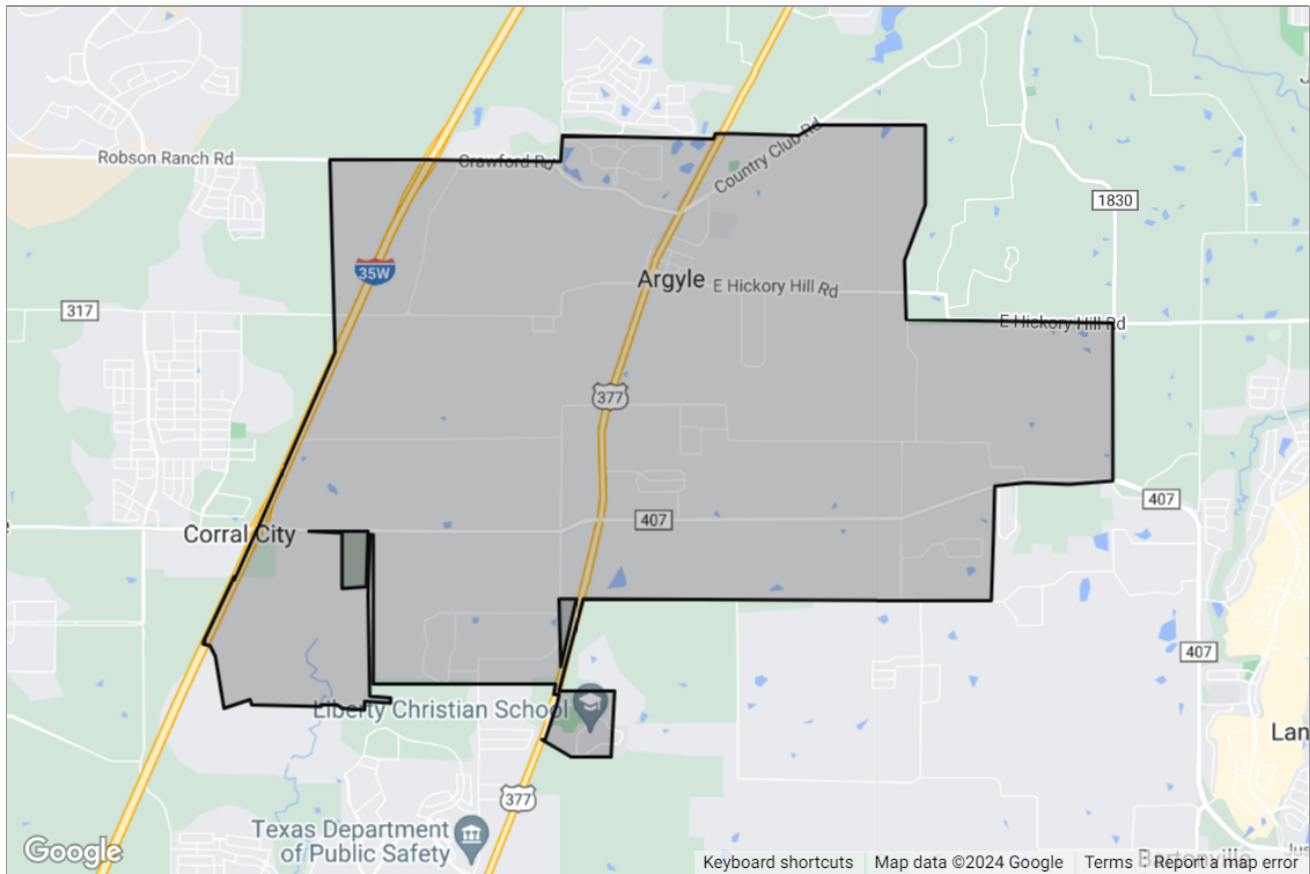 Robson Ranch Rd
Crawford Rd
Country Club Rd
1830
35W
Argyle
E Hickory Hill Rd
317
E Hickory Hill Rd
377
407
407
Corral City
407
Liberty Christian School
Lan
377
Texas Department
of Public Safety
Google
Bartonville
Keyboard shortcuts
Map data ©2024 Google
Terms
Report a map error